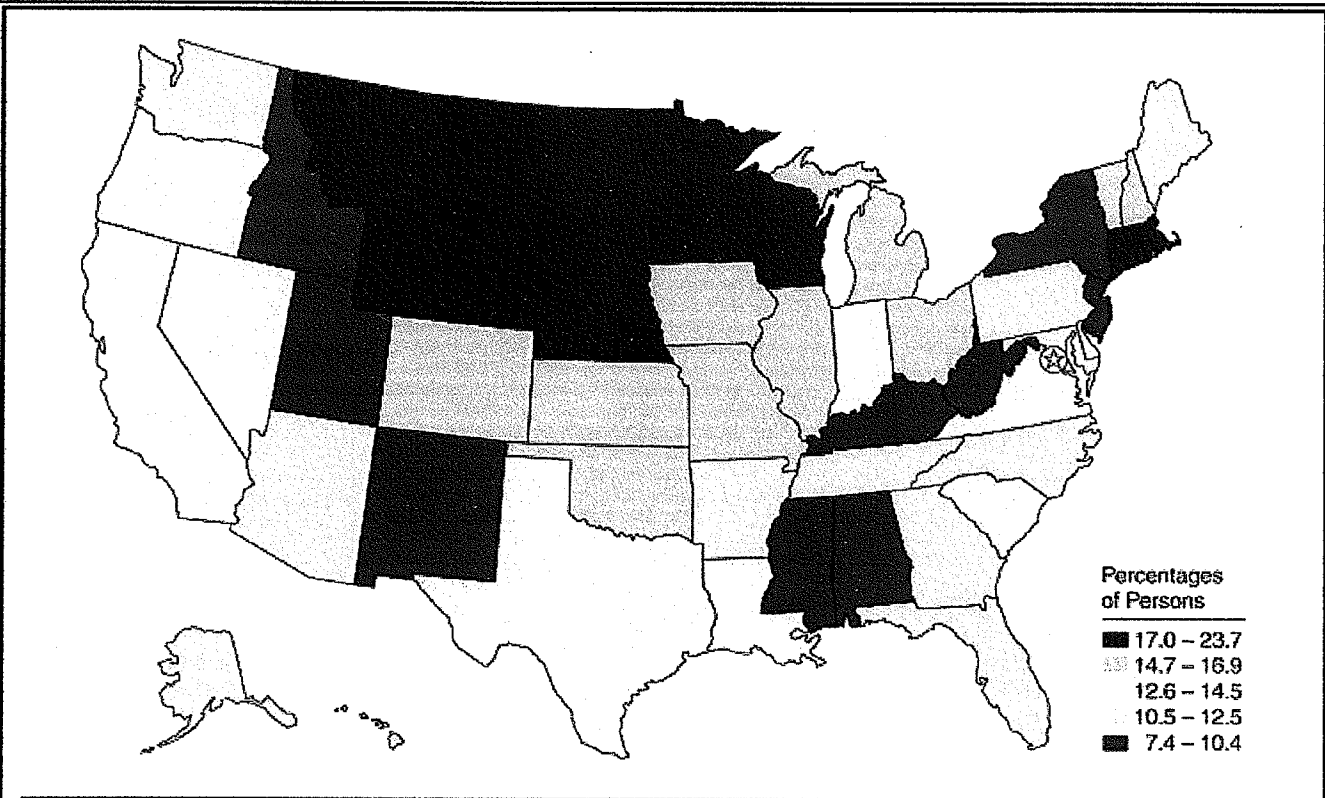 Percentages
of Persons
17.0 – 23.7
14.7 – 16.9
12.6 – 14.5
10.5 – 12.5
7.4 – 10.4